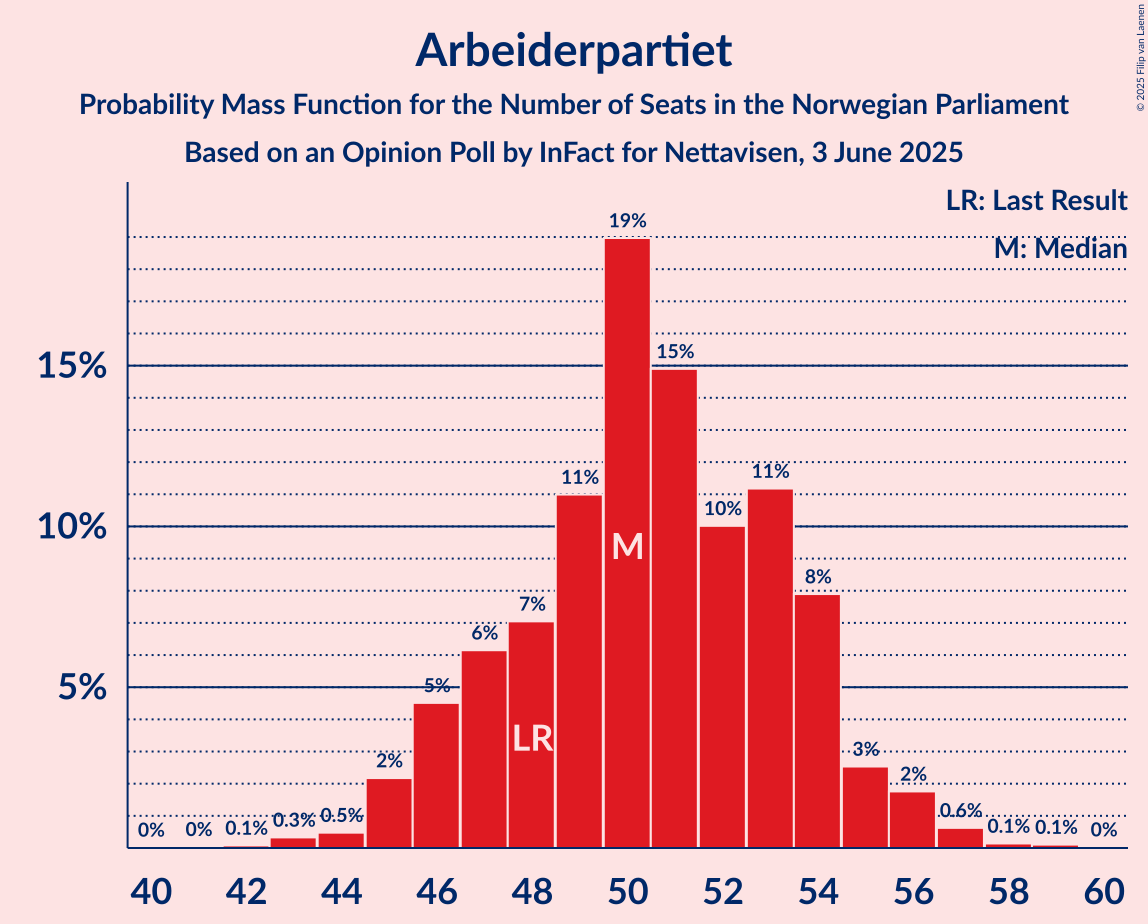 Arbeiderpartiet
Probability Mass Function for the Number of Seats in the Norwegian Parliament
Based on an Opinion Poll by InFact for Nettavisen, 3 June 2025
© 2025 Filip van Laenen
LR: Last Result
M: Median
15%
10%
5%
0% 0% 0.1% 0.3% 0.5% 2% 5% 6% 7% 11% 19% 15% 10% 11% 8% 3% 2% 0.6% 0.1% 0.1% 0%
M
LR
40 42 44 46 48 50 52 54 56 58 60